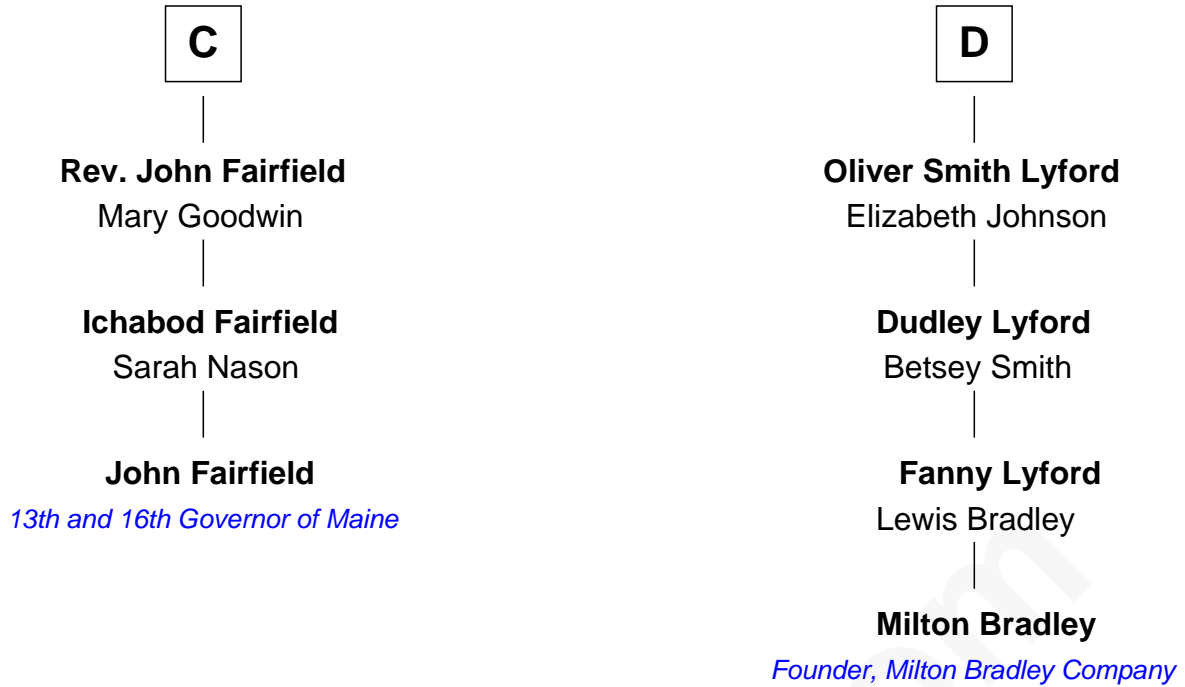 C
Rev. John Fairfield
Mary Goodwin
Ichabod Fairfield
Sarah Nason
John Fairfield
13th and 16th Governor of Maine
D
Oliver Smith Lyford
Elizabeth Johnson
Dudley Lyford
Betsey Smith
Fanny Lyford
Lewis Bradley
Milton Bradley
Founder, Milton Bradley Company